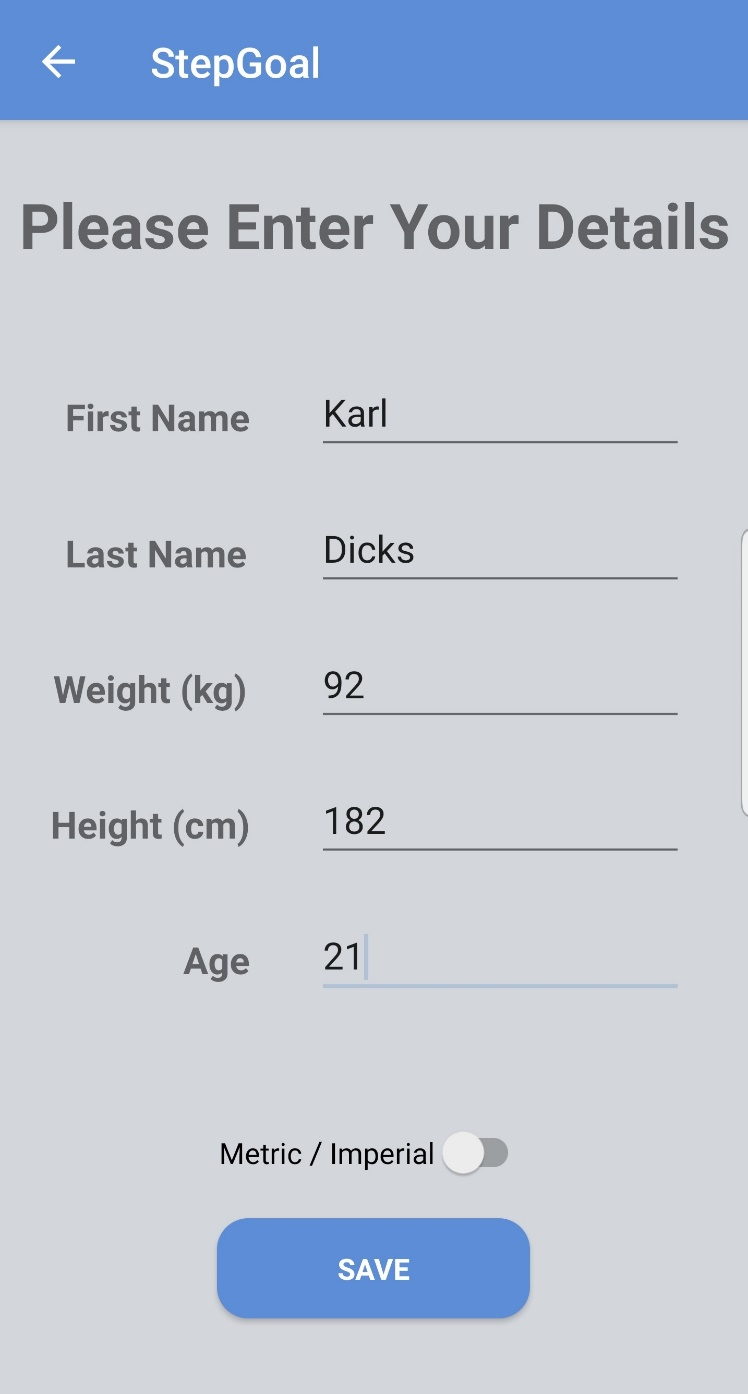 StepGoal
Please Enter Your Details
First Name Karl
Last Name Dicks
Weight (kg) 92
Height (cm) 182
Age 21
Metric / Imperial
SAVE